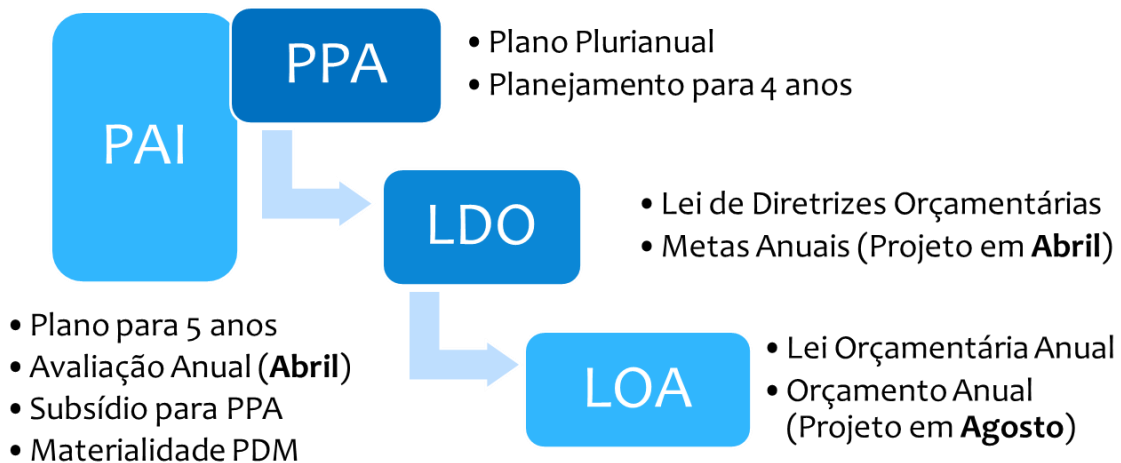 PPA
• Plano Plurianual
• Planejamento para 4 anos
PAI
LDO
• Lei de Diretrizes Orçamentárias
• Metas Anuais (Projeto em Abril)
• Plano para 5 anos
• Avaliação Anual (Abril)
• Subsídio para PPA
• Materialidade PDM
LOA
• Lei Orçamentária Anual
• Orçamento Anual
(Projeto em Agosto)